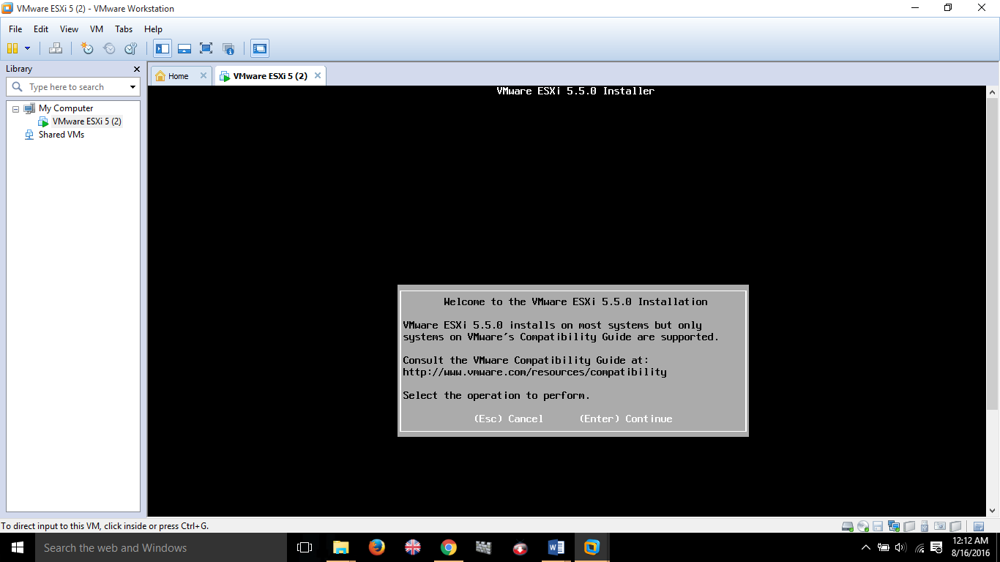 VMware ESXi 5 (2) - VMware Workstation
File Edit View VM Tabs Help
Library
Type here to search
My Computer
VMware ESXi 5 (2)
Shared VMs
Home
VMware ESXi 5 (2)
VMware ESXi 5.5.0 Installer
Welcome to the VMware ESXi 5.5.0 Installation
VMware ESXi 5.5.0 installs on most systems but only
systems on VMware's Compatibility Guide are supported.
Consult the VMware Compatibility Guide at:
http://www.vmware.com/resources/compatibility
Select the operation to perform.
(Esc) Cancel (Enter) Continue
To direct input to this VM, click inside or press Ctrl+G.
Search the web and Windows
12:12 AM
8/16/2016